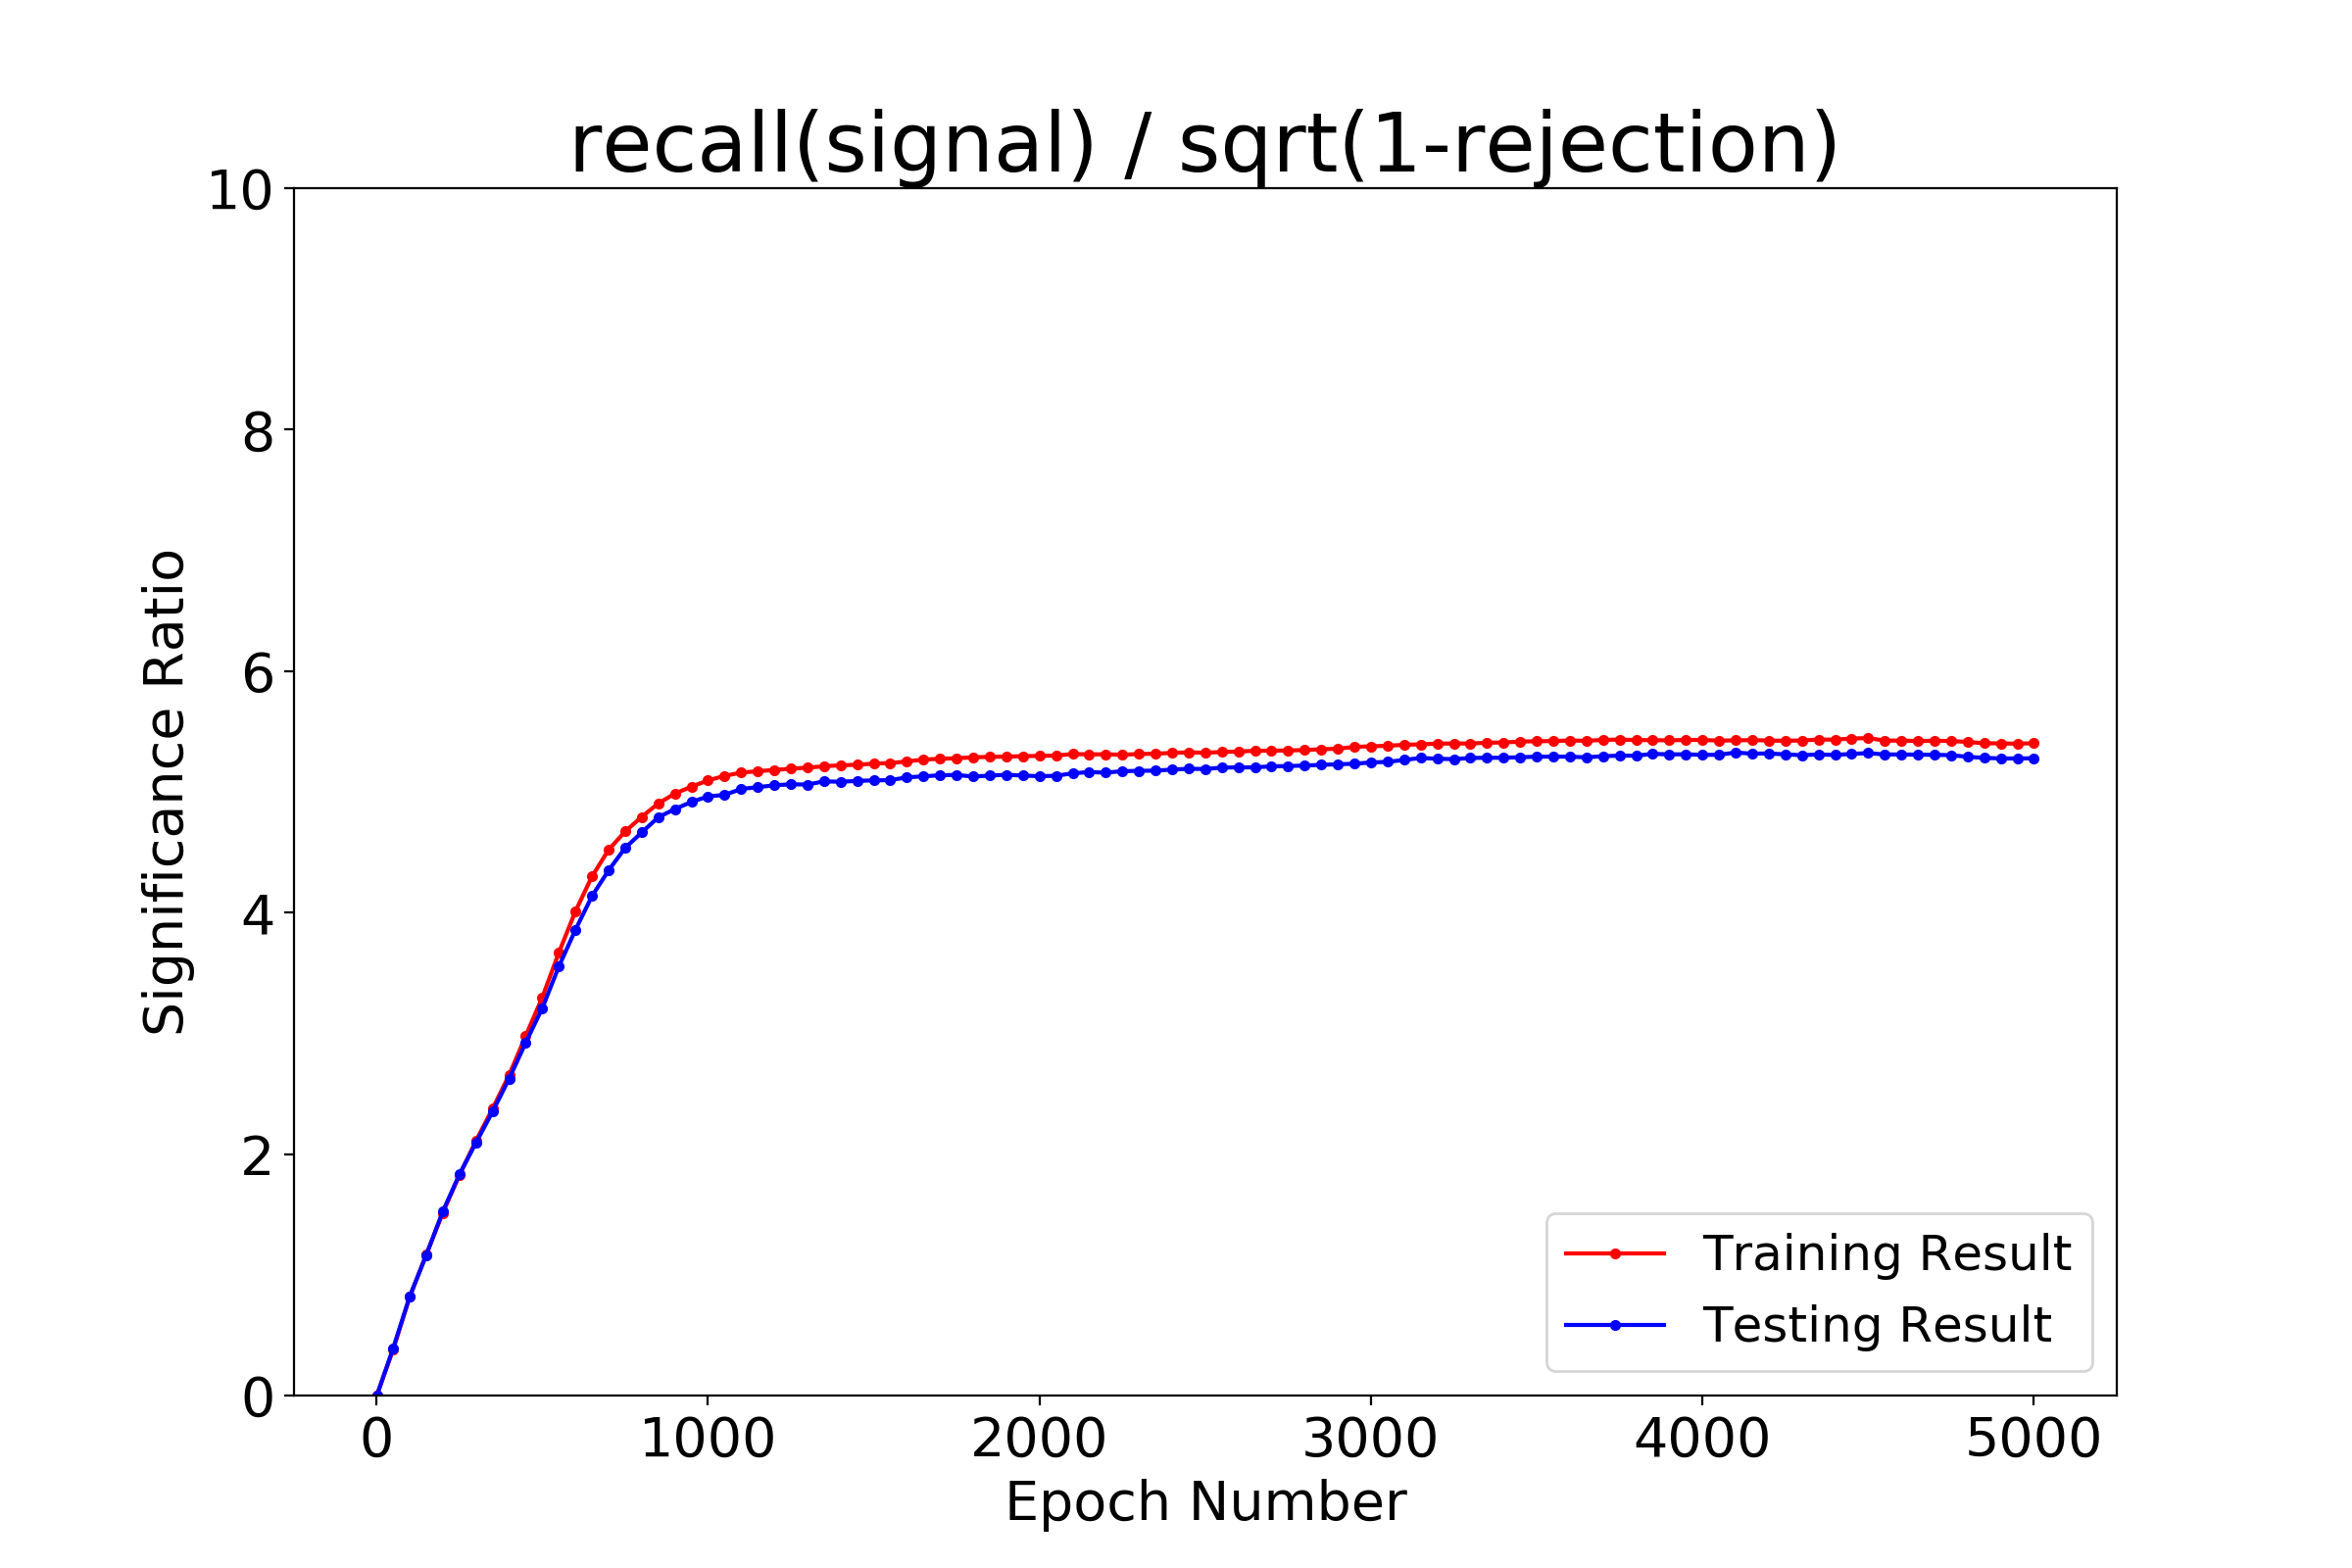 recall(signal) / sqrt(1-rejection)
10
8
6
4
2
0
Significance Ratio
0 1000 2000 3000 4000 5000
Epoch Number
Training Result
Testing Result